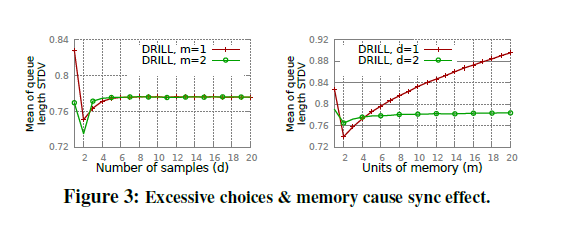 0.84
0.8
0.76
0.72
Mean of queue
length STDV
DRILL, m=1
DRILL, m=2
2 4 6 8 10 12 14 16 18 20
Number of samples (d)
0.92
0.88
0.84
0.8
0.76
0.72
Mean of queue
length STDV
DRILL, d=1
DRILL, d=2
2 4 6 8 10 12 14 16 18 20
Units of memory (m)
Figure 3: Excessive choices & memory cause sync effect.